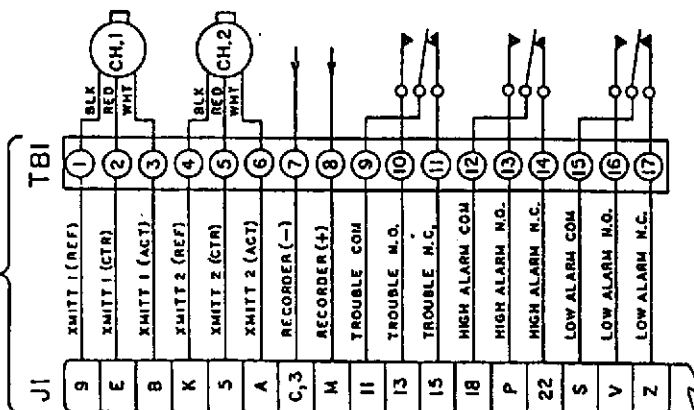 J1
TB1
9 XMITT 1 (REF) 1 BLK
E XMITT 1 (CTR) 2 RED
B XMITT 1 (ACT) 3 WHT
CH.1
K XMITT 2 (REF) 4 BLK
5 XMITT 2 (CTR) 5 RED
A XMITT 2 (ACT) 6 WHT
CH.2
C,3 RECORDER (-) 7
M RECORDER (+) 8
11 TROUBLE COM 9
13 TROUBLE N.O. 10
15 TROUBLE N.C. 11
18 HIGH ALARM COM 12
P HIGH ALARM N.O. 13
22 HIGH ALARM N.C. 14
S LOW ALARM COM 15
V LOW ALARM N.O. 16
Z LOW ALARM N.C. 17